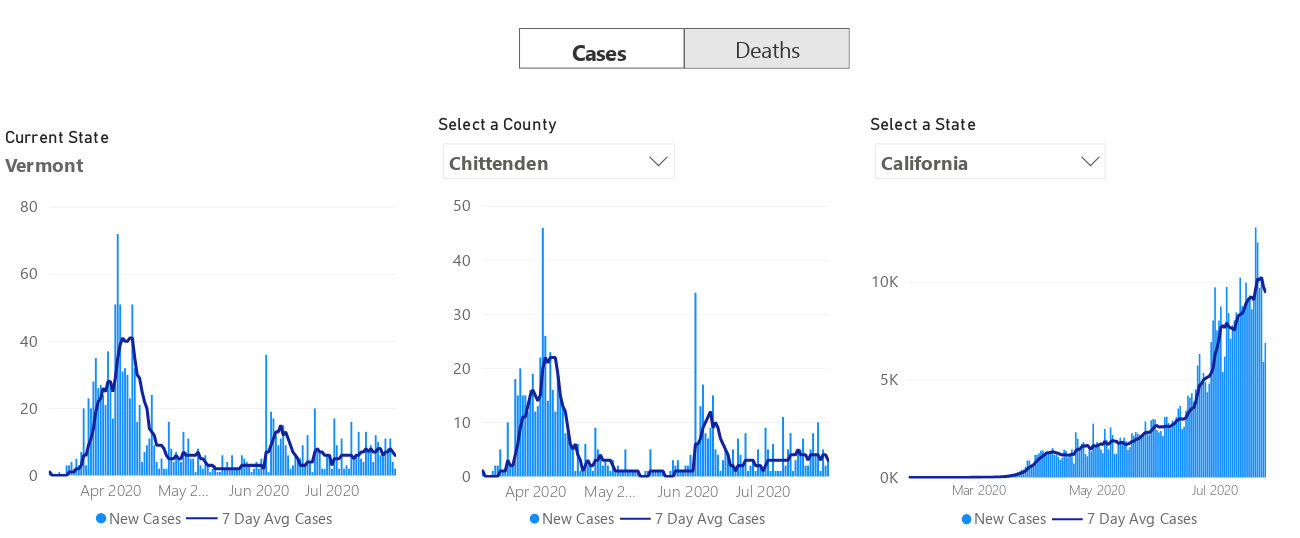 Cases Deaths
Current State
Vermont
80
60
40
20
0
Apr 2020 May 2... Jun 2020 Jul 2020
New Cases 7 Day Avg Cases
Select a County
Chittenden
50
40
30
20
10
0
Apr 2020 May 2... Jun 2020 Jul 2020
New Cases 7 Day Avg Cases
Select a State
California
10K
5K
0K
Mar 2020 May 2020 Jul 2020
New Cases 7 Day Avg Cases